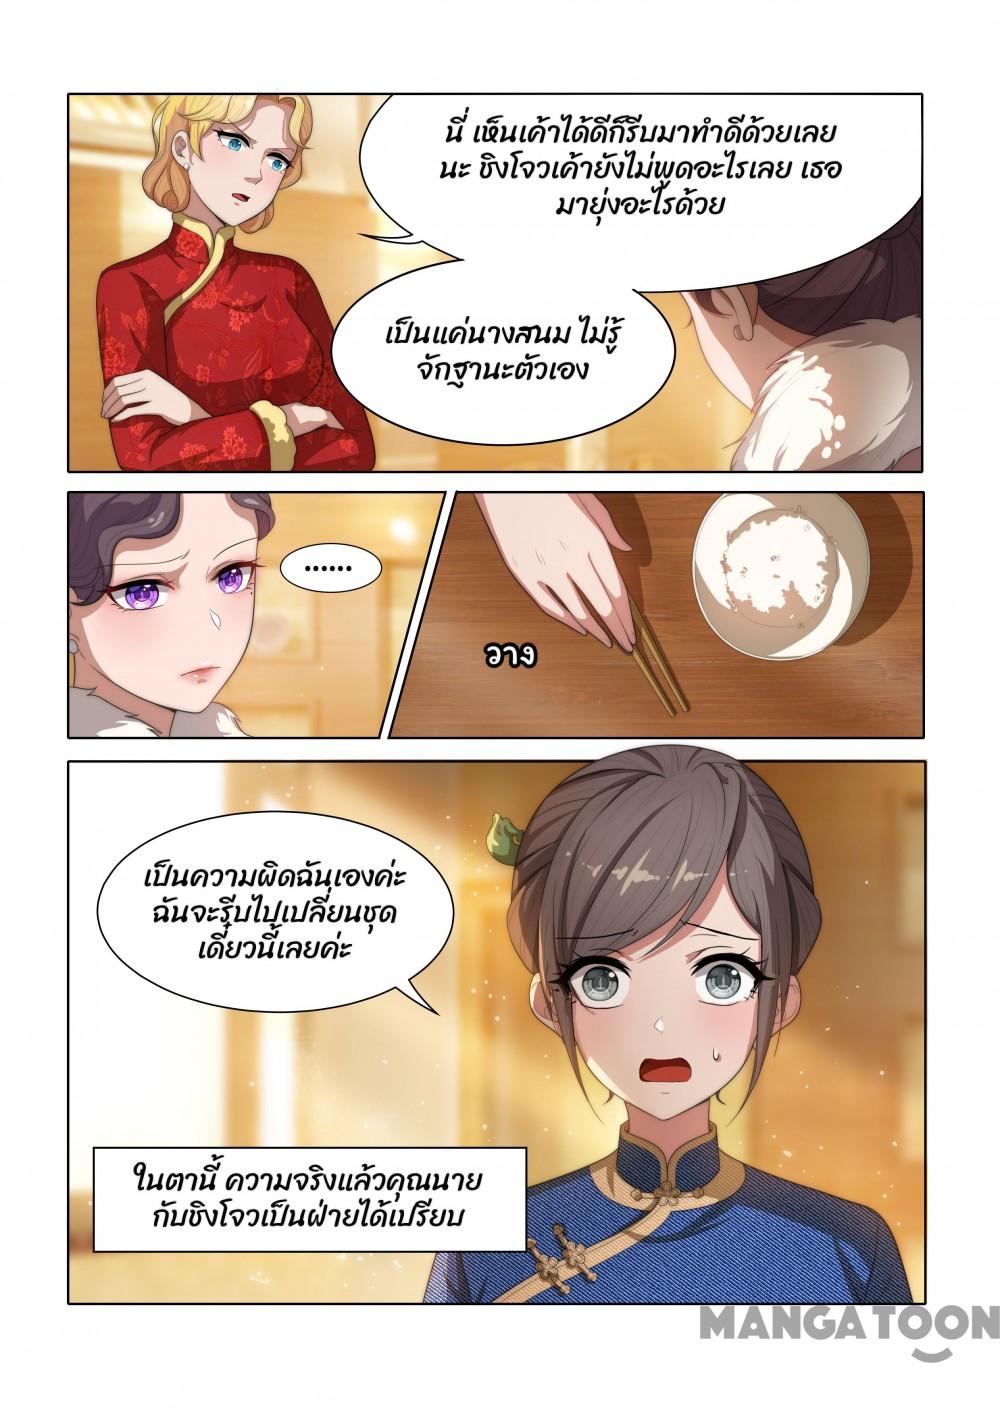 นี่ เห็นเค้าได้ดีก็รีบมาทำดีด้วยเลย
นะ ชิงโจวเค้ายังไม่พูดอะไรเลย เธอ
มายุ่งอะไรด้วย
เป็นแค่นางสนม ไม่รู้
จักฐานะตัวเอง
......
วาง
เป็นความผิดฉันเองค่ะ
ฉันจะรีบไปเปลี่ยนชุด
เดี๋ยวนี้เลยค่ะ
ในตานี้ ความจริงแล้วคุณนาย
กับชิงโจวเป็นฝ่ายได้เปรียบ
MANGATOON